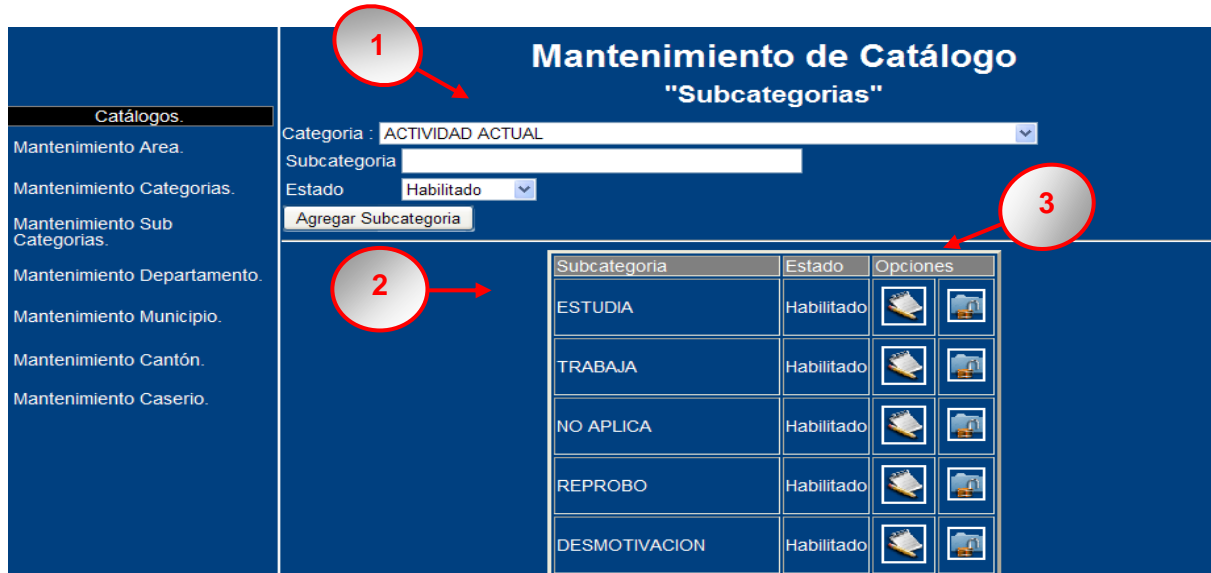 1
Mantenimiento de Catálogo
"Subcategorias"
Catálogos.
Mantenimiento Area.
Mantenimiento Categorias.
Mantenimiento Sub
Categorias.
Mantenimiento Departamento.
Mantenimiento Municipio.
Mantenimiento Cantón.
Mantenimiento Caserio.
Categoria : ACTIVIDAD ACTUAL
Subcategoria
Estado Habilitado
Agregar Subcategoria
3
2
Subcategoria Estado Opciones
ESTUDIA Habilitado
TRABAJA Habilitado
NO APLICA Habilitado
REPROBO Habilitado
DESMOTIVACION Habilitado